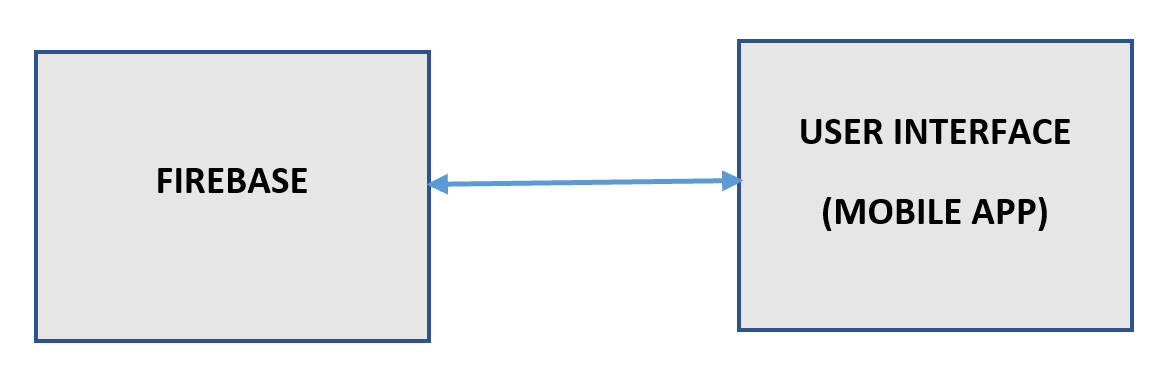 FIREBASE
USER INTERFACE
(MOBILE APP)